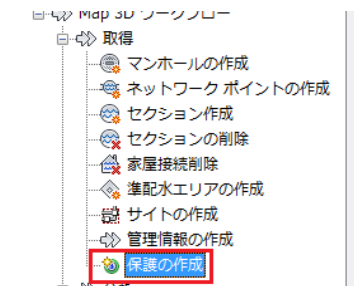 Map 3D ワークフロー
取得
マンホールの作成
ネットワーク ポイントの作成
セクション作成
セクションの削除
家屋接続削除
準配水エリアの作成
サイトの作成
管理情報の作成
保護の作成